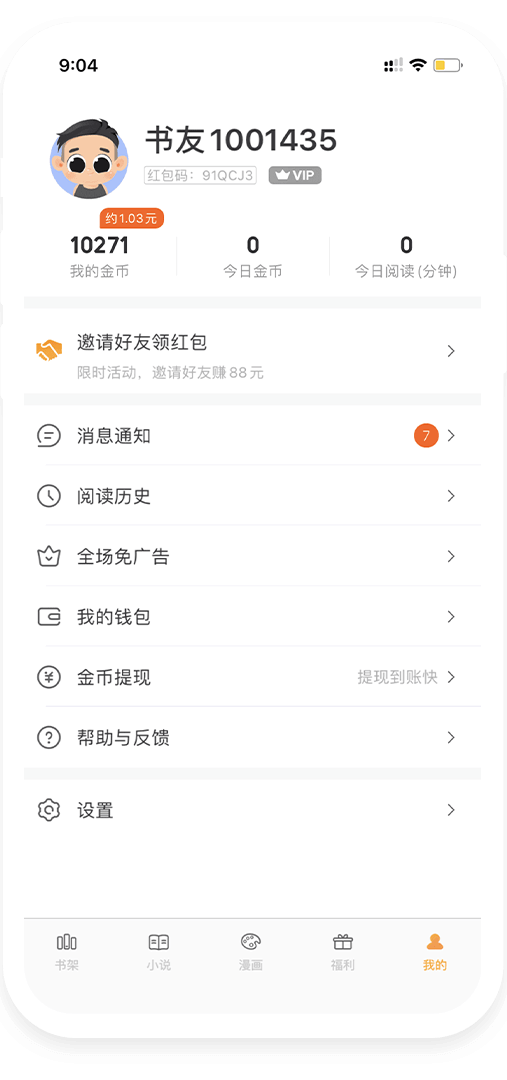 9:04
书友1001435
红包码：91QCJ3 VIP
约1.03元
10271 0 0
我的金币 今日金币 今日阅读(分钟)
邀请好友领红包
限时活动，邀请好友赚88元
消息通知 7
阅读历史
全场免广告
我的钱包
金币提现 提现到账快
帮助与反馈
设置
书架 小说 漫画 福利 我的